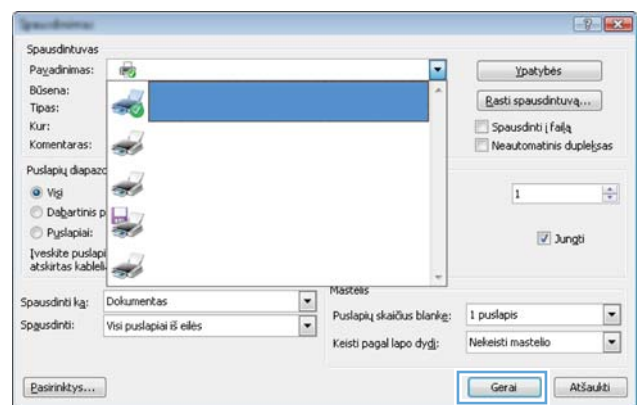 Spausdinimas
Spausdintuvas
Pavadinimas:
Ypatybės
Būsena:
Tipas:
Rasti spausdintuvą...
Kur:
Spausdinti į failą
Komentaras:
Neautomatinis dupleksas
Puslapių diapazo
Visi
1
Dabartinis p
Puslapiai:
Jungti
Įveskite puslapi
atskirtas kableli
Mastelis
Spausdinti ką: Dokumentas
Puslapių skaičius blanke: 1 puslapis
Spausdinti: Visi puslapiai iš eilės
Keisti pagal lapo dydį: Nekeisti mastelio
Pasirinktys...
Gerai
Atšaukti